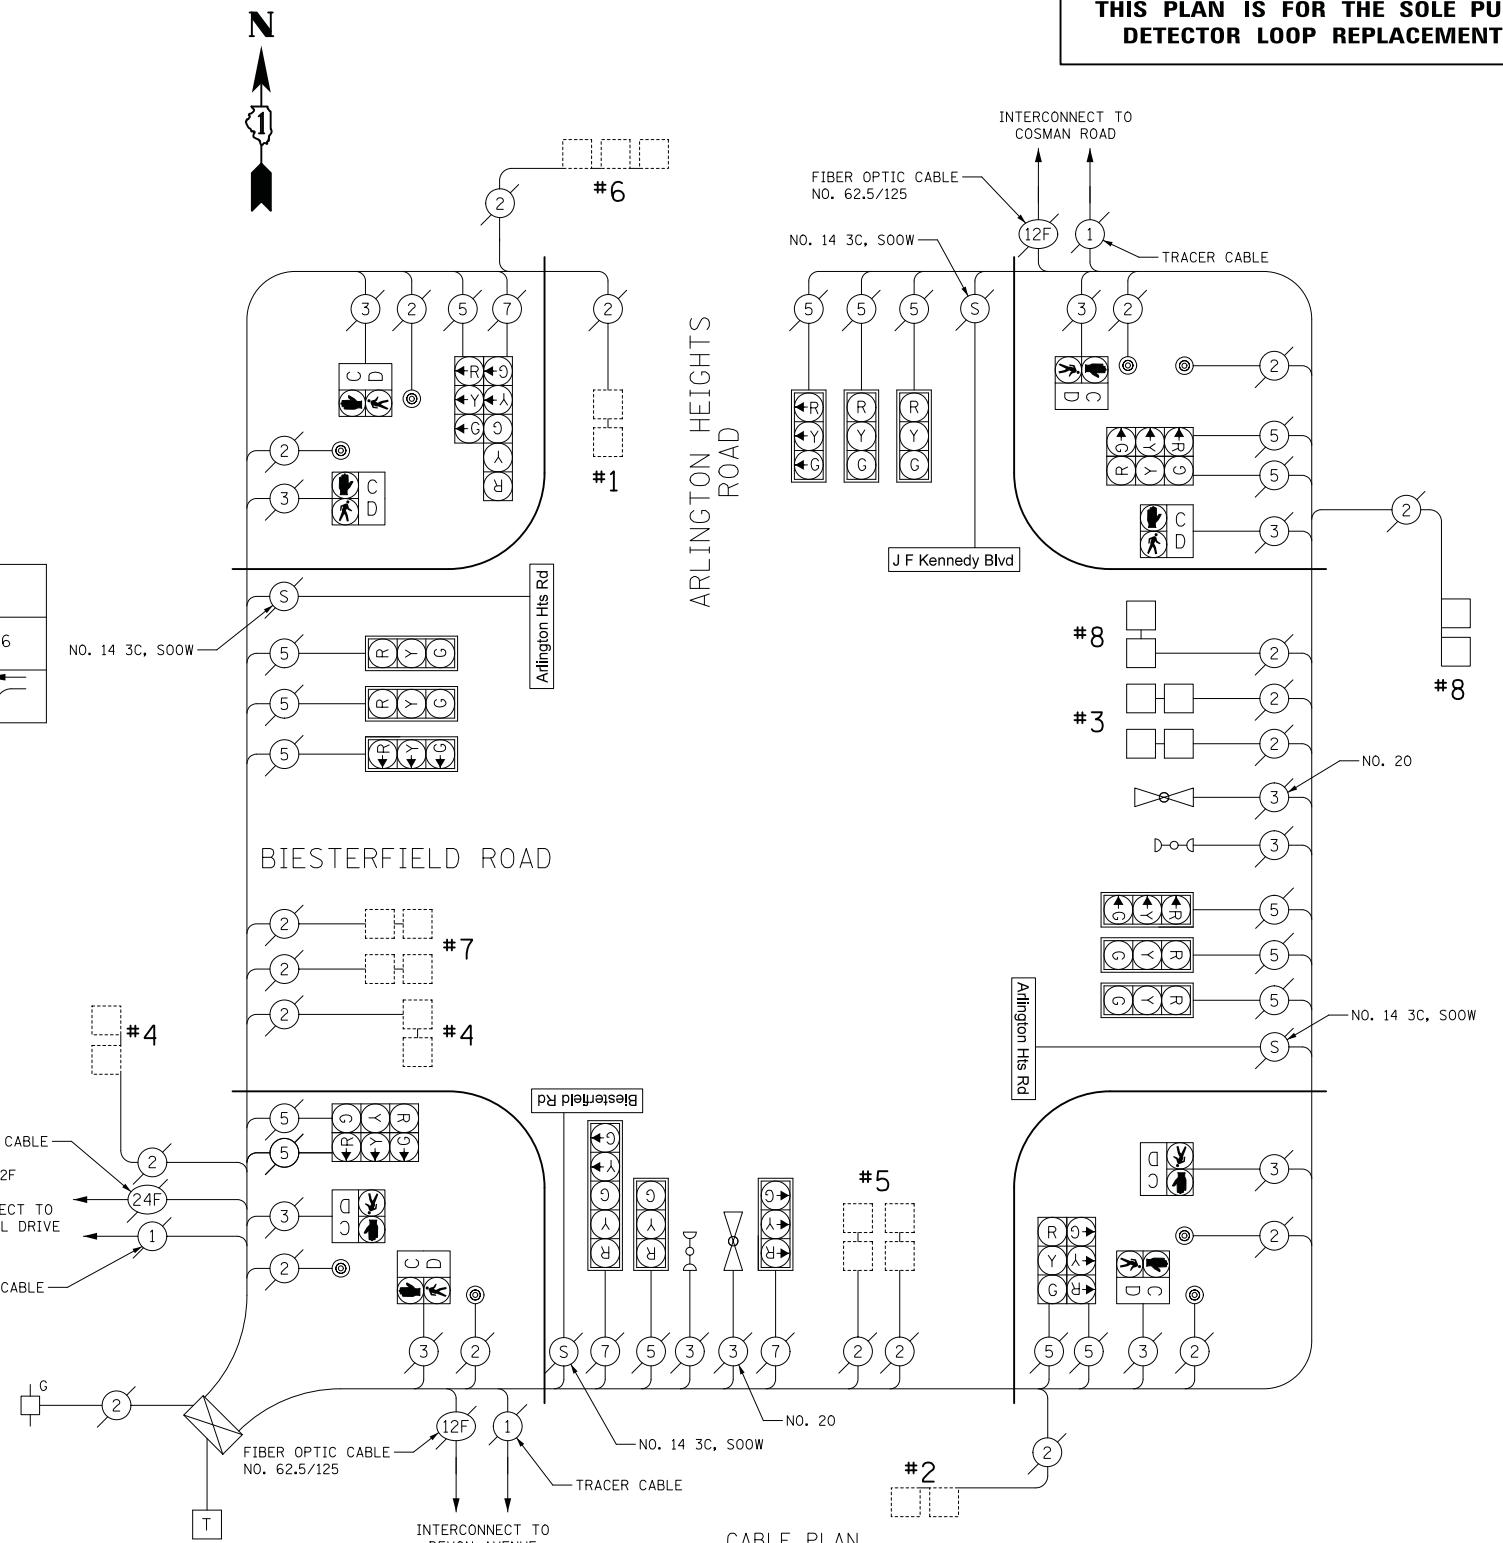 THIS PLAN IS FOR THE SOLE PU
DETECTOR LOOP REPLACEMENT
N
1
INTERCONNECT TO
COSMAN ROAD
FIBER OPTIC CABLE
NO. 62.5/125
NO. 14 3C, SOOW
12F
1
TRACER CABLE
#6
2
3
2
5
7
2
5
5
5
S
3
2
C D
R Y G
G Y G Y R
#1
ARLINGTON HEIGHTS
ROAD
R Y G
R Y G
R Y G
C D
2
G Y R
R Y G
5
5
2
3
C
D
C
D
3
2
J F Kennedy Blvd
6
NO. 14 3C, SOOW
S
Arlington Hts Rd
5
R Y G
5
R Y G
5
R Y G
#8
2
#8
#3
2
2
NO. 20
3
3
BIESTERFIELD ROAD
2
#7
2
2
#4
#4
G Y R
5
G Y R
5
G Y R
5
Arlington Hts Rd
S
NO. 14 3C, SOOW
5
G Y R
5
R Y G
CABLE
2F
2
24F
ECT TO
L DRIVE
1
CABLE
3
C D
2
C D
Biesterfield Rd
G Y G Y R
G Y R
G Y R
#5
C D
3
2
R Y G
G Y R
C D
3
2
S
7
5
3
3
7
2
2
5
5
3
2
G
2
FIBER OPTIC CABLE
NO. 62.5/125
12F
1
NO. 20
NO. 14 3C, SOOW
TRACER CABLE
#2
2
T
INTERCONNECT TO
DEVON AVENUE
CABLE PLAN